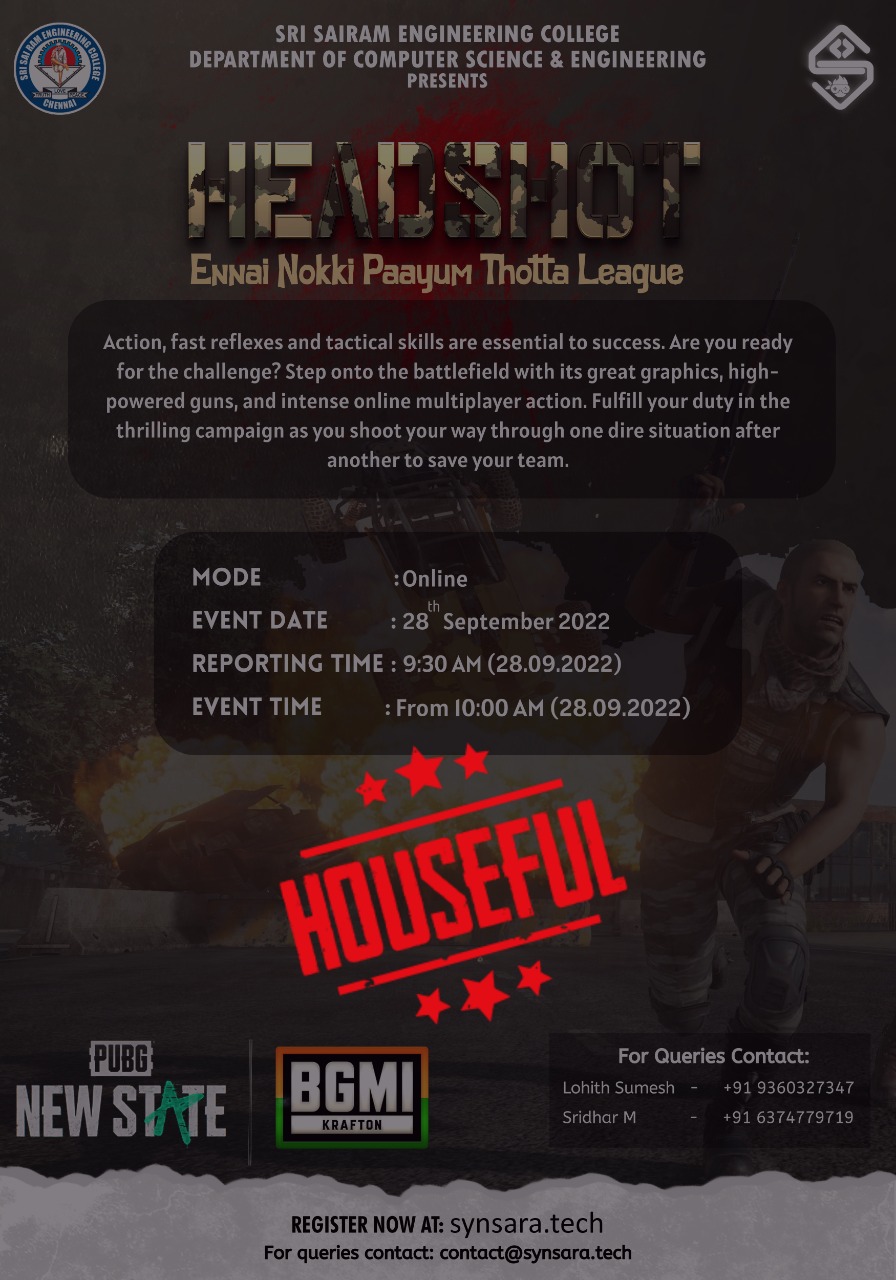 SRI SAIRAM ENGINEERING COLLEGE
DEPARTMENT OF COMPUTER SCIENCE & ENGINEERING
PRESENTS
SRI SAI RAM ENGINEERING COLLEGE
CHENNAI
HEADSHOT
Ennai Nokki Paayum Thotta League
Action, fast reflexes and tactical skills are essential to success. Are you ready
for the challenge? Step onto the battlefield with its great graphics, high-
powered guns, and intense online multiplayer action. Fulfill your duty in the
thrilling campaign as you shoot your way through one dire situation after
another to save your team.
MODE : Online
EVENT DATE : 28th September 2022
REPORTING TIME : 9:30 AM (28.09.2022)
EVENT TIME : From 10:00 AM (28.09.2022)
HOUSEFUL
PUBG
NEW STATE
BGMI
KRAFTON
For Queries Contact:
Lohith Sumesh - +91 9360327347
Sridhar M - +91 6374779719
REGISTER NOW AT: synsara.tech
For queries contact: contact@synsara.tech